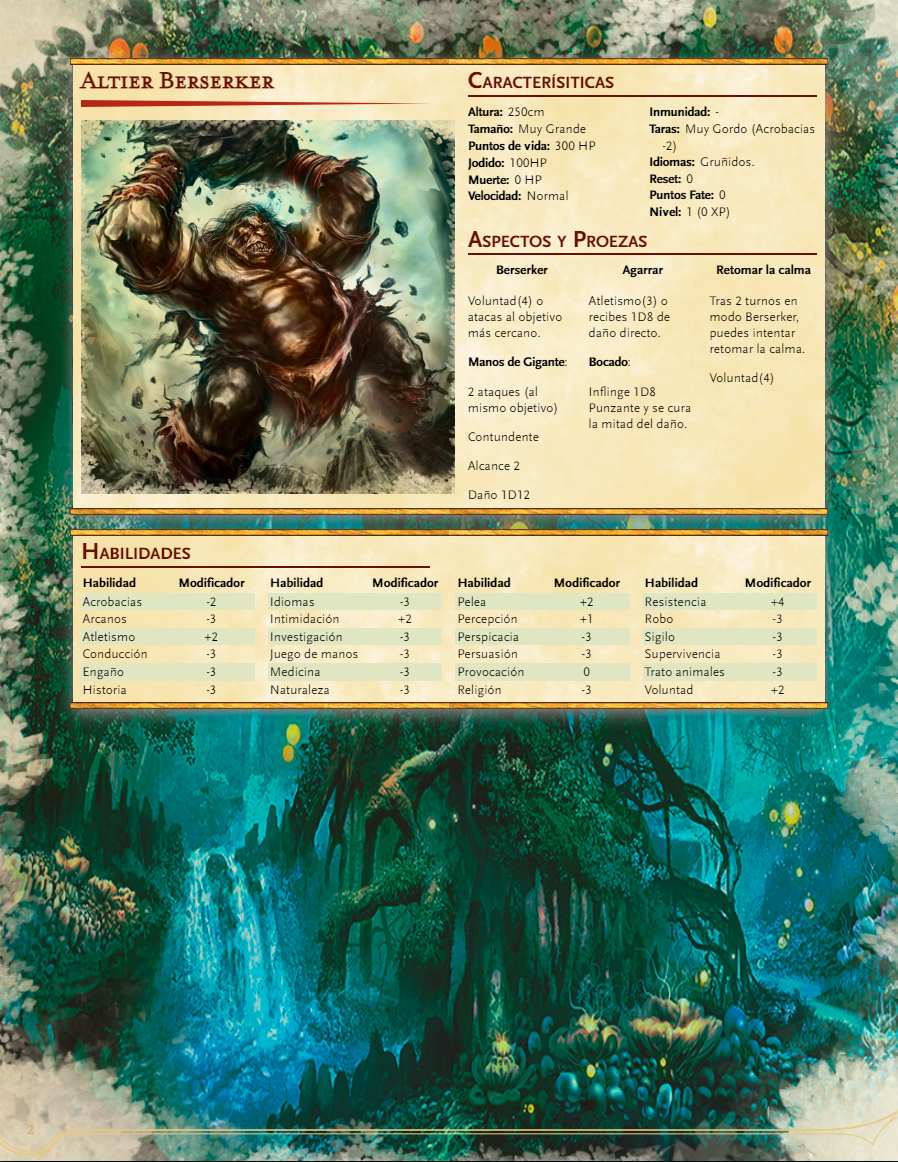 Altier Berserker
Caracterísiticas
Altura: 250cm
Tamaño: Muy Grande
Puntos de vida: 300 HP
Jodido: 100HP
Muerte: 0 HP
Velocidad: Normal
Inmunidad: -
Taras: Muy Gordo (Acrobacias
-2)
Idiomas: Gruñidos.
Reset: 0
Puntos Fate: 0
Nivel: 1 (0 XP)
Aspectos y Proezas
Berserker
Voluntad(4) o
atacas al objetivo
más cercano.
Manos de Gigante:
2 ataques (al
mismo objetivo)
Contundente
Alcance 2
Daño 1D12
Agarrar
Atletismo(3) o
recibes 1D8 de
daño directo.
Bocado:
Inflinge 1D8
Punzante y se cura
la mitad del daño.
Retomar la calma
Tras 2 turnos en
modo Berserker,
puedes intentar
retomar la calma.
Voluntad(4)
Habilidades
Habilidad Modificador
Acrobacias -2
Arcanos -3
Atletismo +2
Conducción -3
Engaño -3
Historia -3
Habilidad Modificador
Idiomas -3
Intimidación +2
Investigación -3
Juego de manos -3
Medicina -3
Naturaleza -3
Habilidad Modificador
Pelea +2
Percepción +1
Perspicacia -3
Persuasión -3
Provocación 0
Religión -3
Habilidad Modificador
Resistencia +4
Robo -3
Sigilo -3
Supervivencia -3
Trato animales -3
Voluntad +2
2